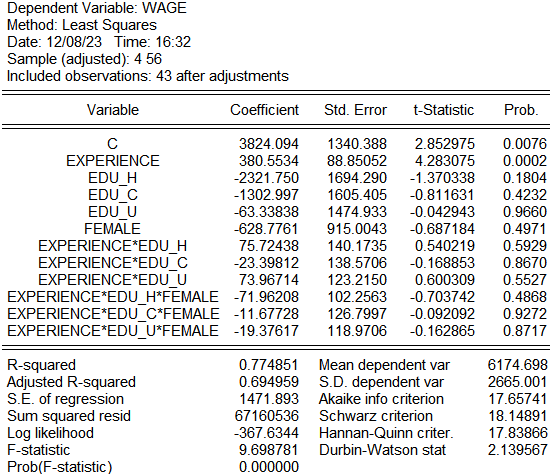 Dependent Variable: WAGE
Method: Least Squares
Date: 12/08/23 Time: 16:32
Sample (adjusted): 4 56
Included observations: 43 after adjustments
Variable Coefficient Std. Error t-Statistic Prob.
C 3824.094 1340.388 2.852975 0.0076
EXPERIENCE 380.5534 88.85052 4.283075 0.0002
EDU_H -2321.750 1694.290 -1.370338 0.1804
EDU_C -1302.997 1605.405 -0.811631 0.4232
EDU_U -63.33838 1474.933 -0.042943 0.9660
FEMALE -628.7761 915.0043 -0.687184 0.4971
EXPERIENCE*EDU_H 75.72438 140.1735 0.540219 0.5929
EXPERIENCE*EDU_C -23.39812 138.5706 -0.168853 0.8670
EXPERIENCE*EDU_U 73.96714 123.2150 0.600309 0.5527
EXPERIENCE*EDU_H*FEMALE -71.96208 102.2563 -0.703742 0.4868
EXPERIENCE*EDU_C*FEMALE -11.67728 126.7997 -0.092092 0.9272
EXPERIENCE*EDU_U*FEMALE -19.37617 118.9706 -0.162865 0.8717
R-squared 0.774851 Mean dependent var 6174.698
Adjusted R-squared 0.694959 S.D. dependent var 2665.001
S.E. of regression 1471.893 Akaike info criterion 17.65741
Sum squared resid 67160536 Schwarz criterion 18.14891
Log likelihood -367.6344 Hannan-Quinn criter. 17.83866
F-statistic 9.698781 Durbin-Watson stat 2.139567
Prob(F-statistic) 0.000000